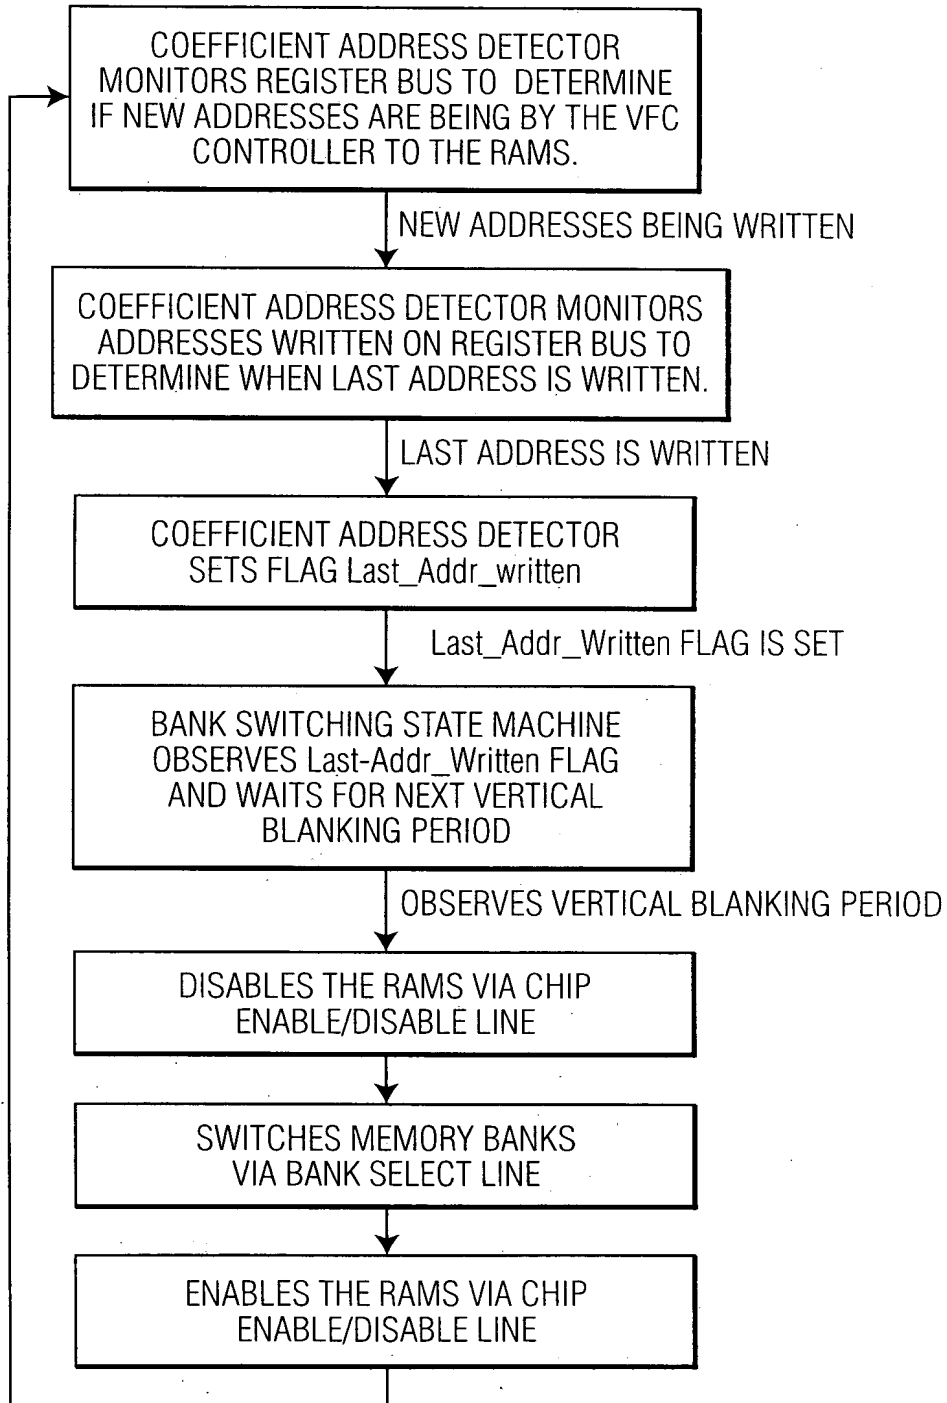 COEFFICIENT ADDRESS DETECTOR
MONITORS REGISTER BUS TO DETERMINE
IF NEW ADDRESSES ARE BEING BY THE VFC
CONTROLLER TO THE RAMS.
NEW ADDRESSES BEING WRITTEN
COEFFICIENT ADDRESS DETECTOR MONITORS
ADDRESSES WRITTEN ON REGISTER BUS TO
DETERMINE WHEN LAST ADDRESS IS WRITTEN.
LAST ADDRESS IS WRITTEN
COEFFICIENT ADDRESS DETECTOR
SETS FLAG Last_Addr_written
Last_Addr_Written FLAG IS SET
BANK SWITCHING STATE MACHINE
OBSERVES Last-Addr_Written FLAG
AND WAITS FOR NEXT VERTICAL
BLANKING PERIOD
OBSERVES VERTICAL BLANKING PERIOD
DISABLES THE RAMS VIA CHIP
ENABLE/DISABLE LINE
SWITCHES MEMORY BANKS
VIA BANK SELECT LINE
ENABLES THE RAMS VIA CHIP
ENABLE/DISABLE LINE